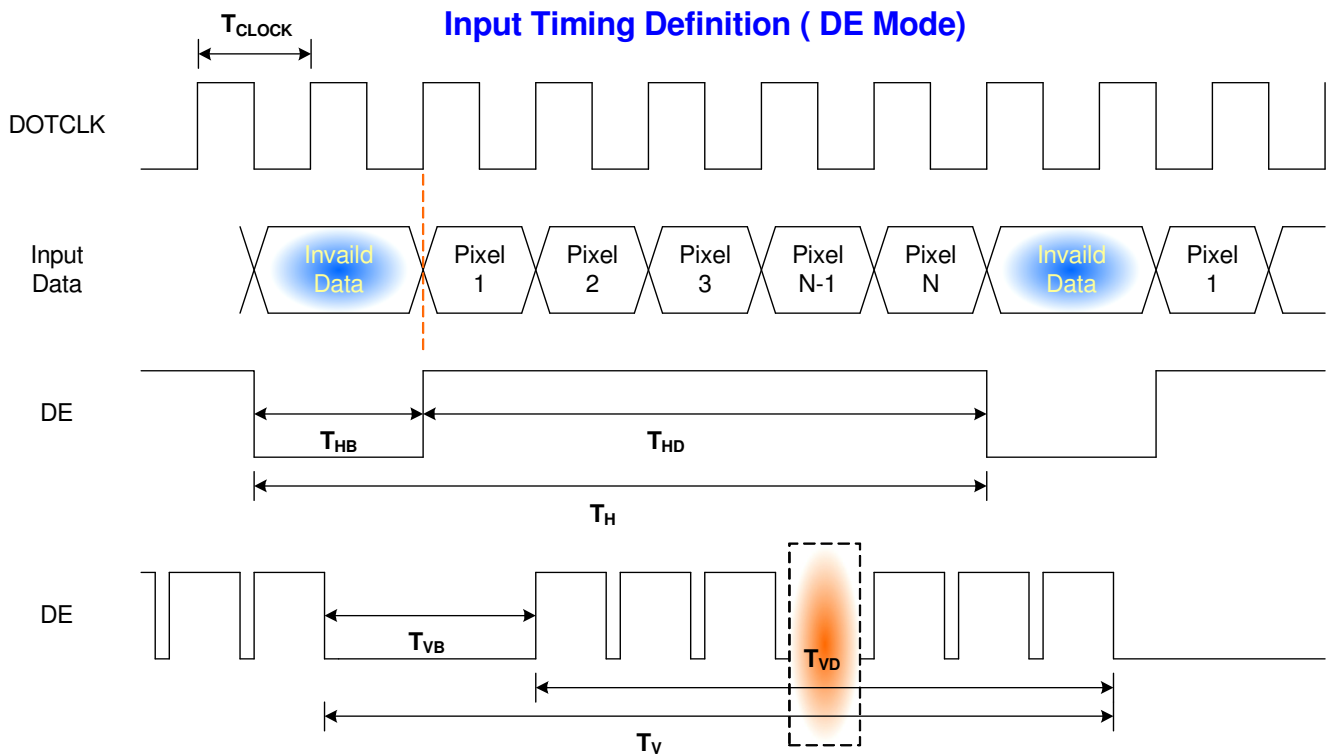 Input Timing Definition ( DE Mode)
TCLOCK
DOTCLK
Input
Data
Invaild
Data
Pixel
1
Pixel
2
Pixel
3
Pixel
N-1
Pixel
N
Invaild
Data
Pixel
1
DE
THB
THD
TH
DE
TVB
TVD
TV